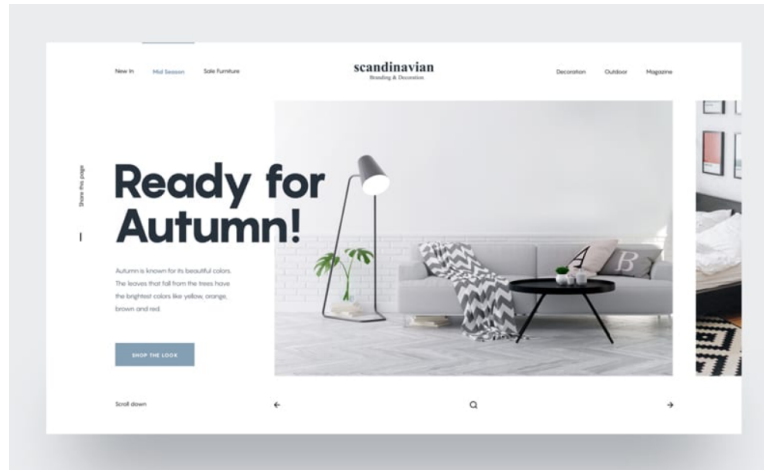 New In
Mid Season
Sale Furniture
scandinavian
Branding & Decoration
Decoration
Outdoor
Magazine
Share this page
Ready for
Autumn!
Autumn is known for its beautiful colors.
The leaves that fall from the trees have
the brightest colors like yellow, orange,
brown and red.
SHOP THE LOOK
A
B
Scroll down